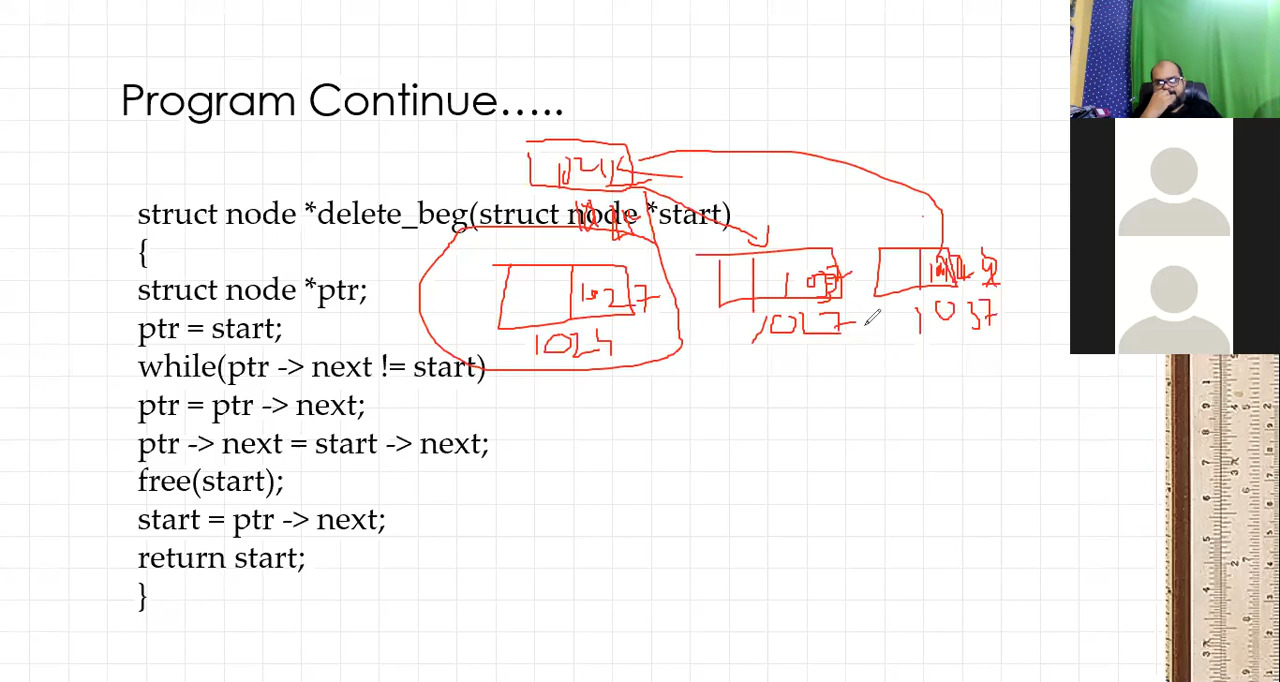 Program Continue…..
struct node *delete_beg(struct node *start)
{
struct node *ptr;
ptr = start;
while(ptr -> next != start)
ptr = ptr -> next;
ptr -> next = start -> next;
free(start);
start = ptr -> next;
return start;
}
1027
1024
1027
1037